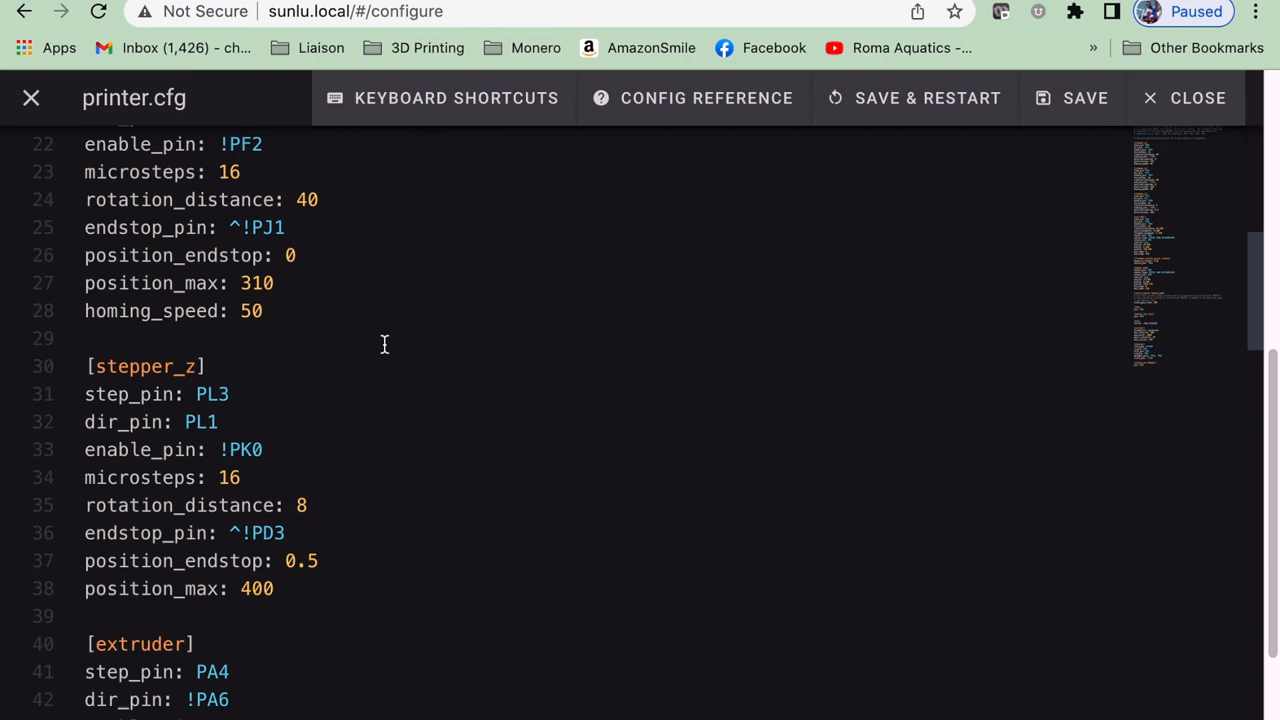 Not Secure sunlu.local/#/configure Paused
Apps Inbox (1,426) – ch... Liaison 3D Printing Monero AmazonSmile Facebook Roma Aquatics –... » Other Bookmarks
printer.cfg KEYBOARD SHORTCUTS CONFIG REFERENCE SAVE & RESTART SAVE CLOSE
22 enable_pin: !PF2
23 microsteps: 16
24 rotation_distance: 40
25 endstop_pin: ^!PJ1
26 position_endstop: 0
27 position_max: 310
28 homing_speed: 50
29
30 [stepper_z]
31 step_pin: PL3
32 dir_pin: PL1
33 enable_pin: !PK0
34 microsteps: 16
35 rotation_distance: 8
36 endstop_pin: ^!PD3
37 position_endstop: 0.5
38 position_max: 400
39
40 [extruder]
41 step_pin: PA4
42 dir_pin: !PA6